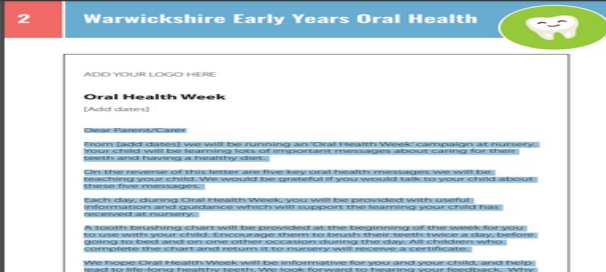 2
Warwickshire Early Years Oral Health
ADD YOUR LOGO HERE
Oral Health Week
[Add dates]
Dear Parent/Carer
From [add dates] we will be running an 'Oral Health Week' campaign at nursery.
Your child will be learning lots of important messages about caring for their
teeth and having a healthy diet.
On the reverse of this letter are five key oral health messages we will be
teaching your child. We would be grateful if you would talk to your child about
these five messages.
Each day, during Oral Health Week, you will be provided with useful
information and guidance which will support the learning your child has
received at nursery.
A tooth brushing chart will be provided at the beginning of the week for you
to use with your child. Encourage them to brush their teeth twice a day, before
going to bed and on one other occasion during the day. All children who
complete the chart and return it to nursery will receive a certificate.
We hope Oral Health Week will be informative for you and your child, and help
lead to life-long healthy teeth. We look forward to hearing your feedback. Why